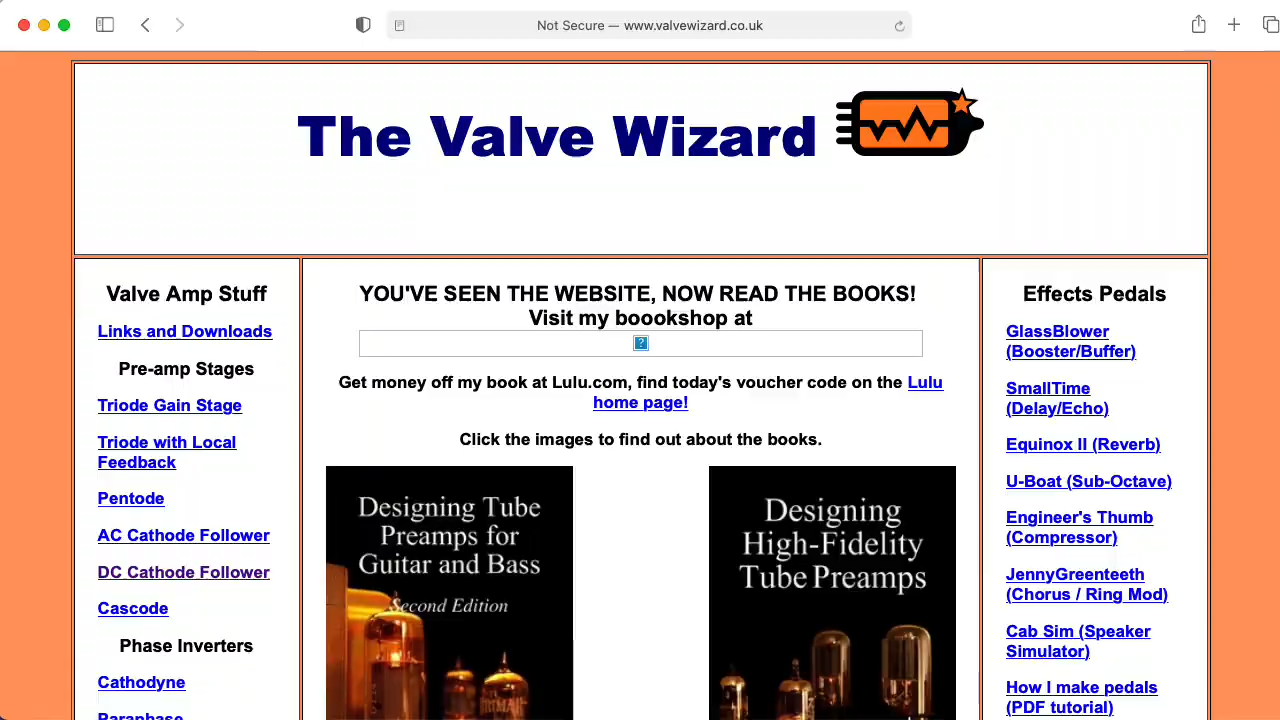 Not Secure — www.valvewizard.co.uk
The Valve Wizard
Valve Amp Stuff
Links and Downloads
Pre-amp Stages
Triode Gain Stage
Triode with Local
Feedback
Pentode
AC Cathode Follower
DC Cathode Follower
Cascode
Phase Inverters
Cathodyne
Paraphase
YOU'VE SEEN THE WEBSITE, NOW READ THE BOOKS!
Visit my boookshop at
?
Get money off my book at Lulu.com, find today's voucher code on the Lulu
home page!
Click the images to find out about the books.
Designing Tube
Preamps for
Guitar and Bass
Second Edition
Designing
High-Fidelity
Tube Preamps
Effects Pedals
GlassBlower
(Booster/Buffer)
SmallTime
(Delay/Echo)
Equinox II (Reverb)
U-Boat (Sub-Octave)
Engineer's Thumb
(Compressor)
JennyGreenteeth
(Chorus / Ring Mod)
Cab Sim (Speaker
Simulator)
How I make pedals
(PDF tutorial)